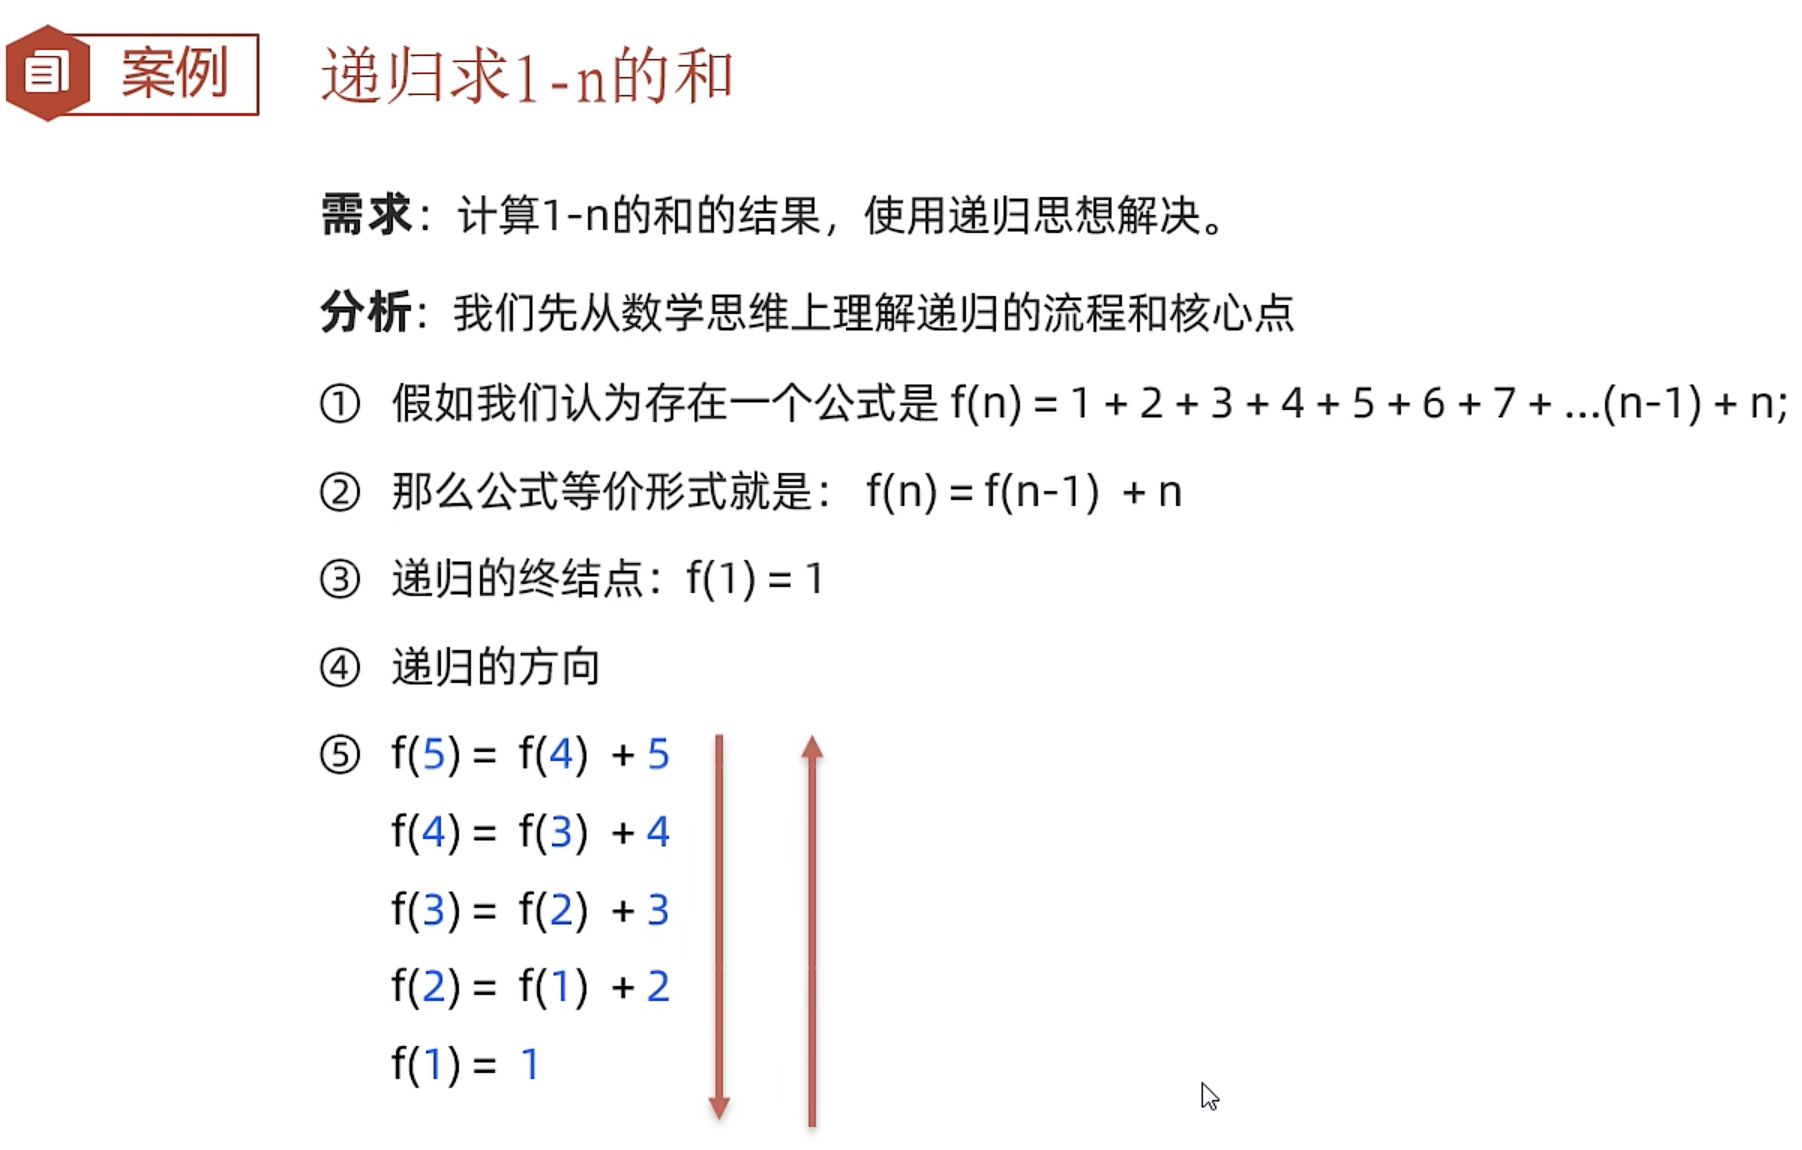 案例
递归求1-n的和
需求：计算1-n的和的结果，使用递归思想解决。
分析：我们先从数学思维上理解递归的流程和核心点
① 假如我们认为存在一个公式是 f(n) = 1 + 2 + 3 + 4 + 5 + 6 + 7 + ...(n-1) + n;
② 那么公式等价形式就是： f(n) = f(n-1) + n
③ 递归的终结点：f(1) = 1
④ 递归的方向
⑤ f(5) = f(4) + 5
f(4) = f(3) + 4
f(3) = f(2) + 3
f(2) = f(1) + 2
f(1) = 1